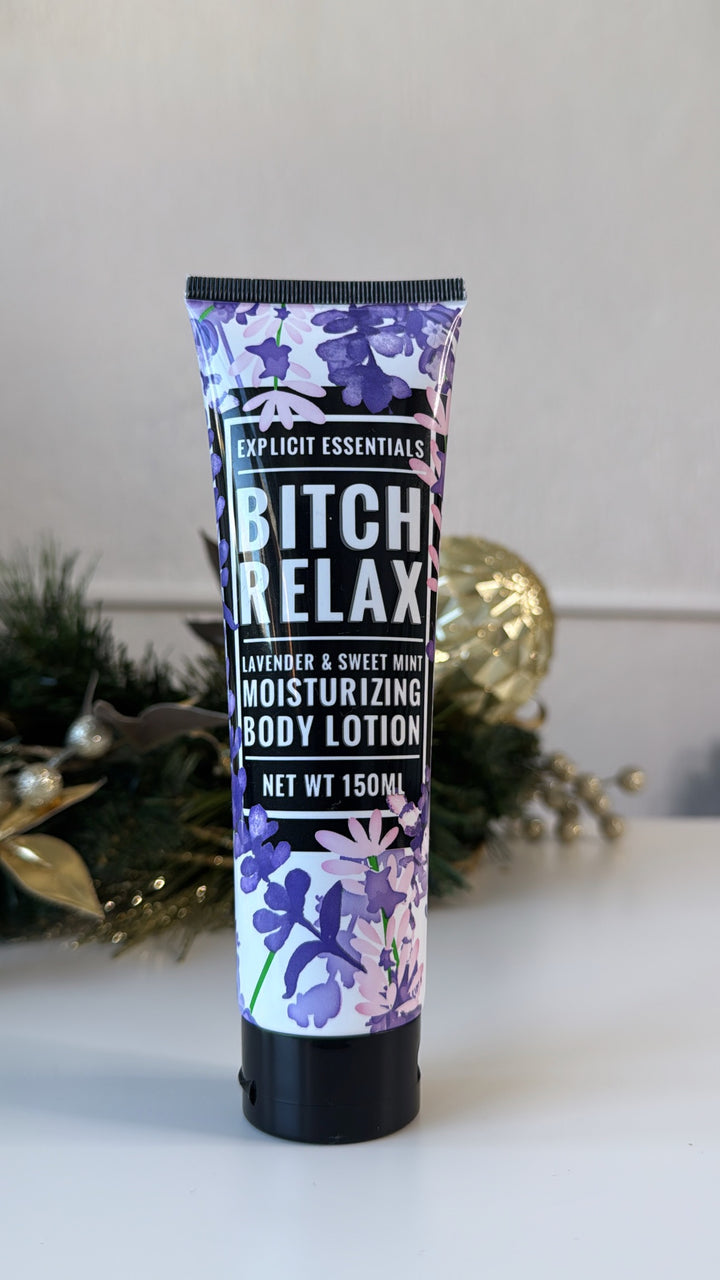 EXPLICIT ESSENTIALS
BITCH
RELAX
LAVENDER & SWEET MINT
MOISTURIZING
BODY LOTION
NET WT 150ML